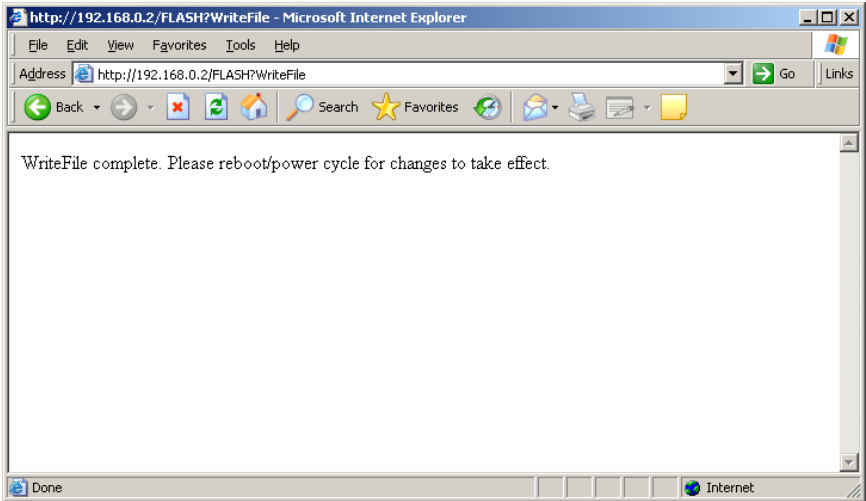 http://192.168.0.2/FLASH?WriteFile - Microsoft Internet Explorer
File Edit View Favorites Tools Help
Address http://192.168.0.2/FLASH?WriteFile Go Links
Back Search Favorites
WriteFile complete. Please reboot/power cycle for changes to take effect.
Done Internet